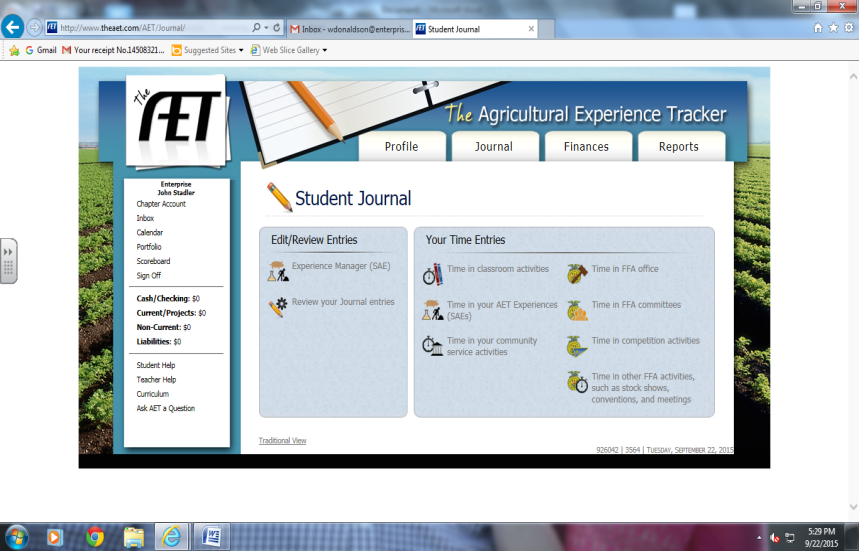 http://www.theaet.com/AET/Journal/
Inbox - wdonaldson@enterpris...
Student Journal
Gmail
Your receipt No.14508321...
Suggested Sites
Web Slice Gallery
The AET
The Agricultural Experience Tracker
Profile
Journal
Finances
Reports
Enterprise
John Stadler
Chapter Account
Inbox
Calendar
Portfolio
Scoreboard
Sign Off
Cash/Checking: $0
Current/Projects: $0
Non-Current: $0
Liabilities: $0
Student Help
Teacher Help
Curriculum
Ask AET a Question
Student Journal
Edit/Review Entries
Experience Manager (SAE)
Review your Journal entries
Your Time Entries
Time in classroom activities
Time in your AET Experiences
(SAEs)
Time in your community
service activities
Time in FFA office
Time in FFA committees
Time in competition activities
Time in other FFA activities,
such as stock shows,
conventions, and meetings
Traditional View
926042 | 3564 | Tuesday, September 22, 2015
5:29 PM
9/22/2015